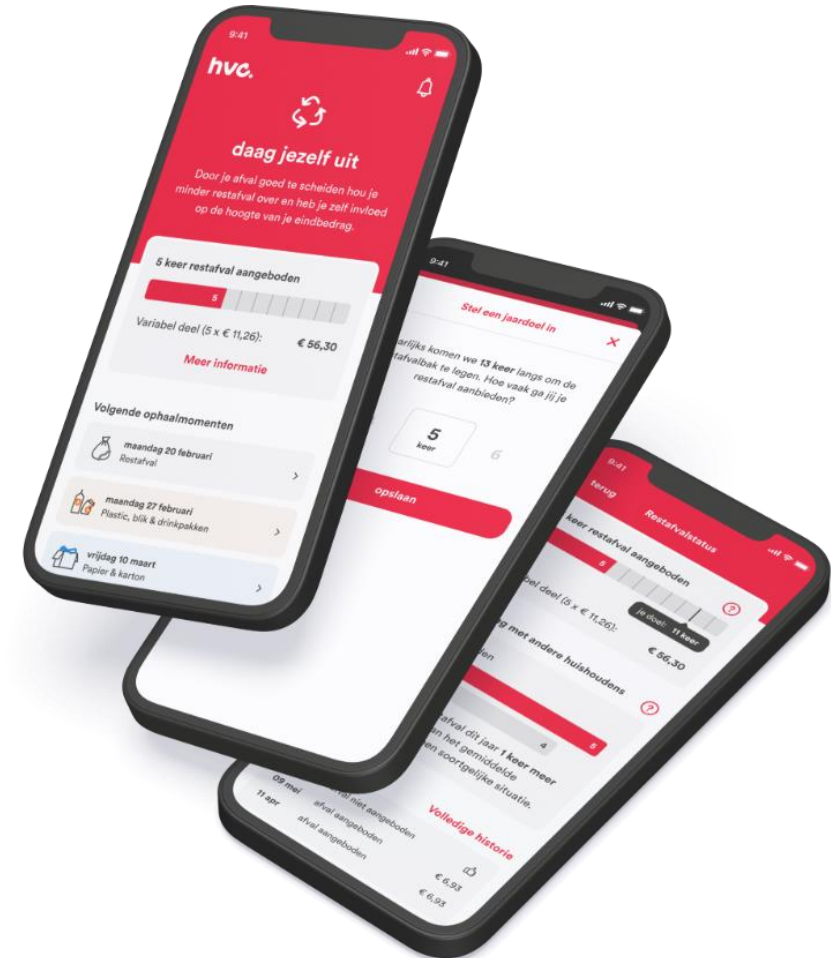 9:41
hvc.
daag jezelf uit
Door je afval goed te scheiden hou je
minder restafval over en heb je zelf invloed
op de hoogte van je eindbedrag.
5 keer restafval aangeboden
5
Variabel deel (5 x € 11,26):
€ 56,30
Meer informatie
Volgende ophaalmomenten
maandag 20 februari
Restafval
maandag 27 februari
Plastic, blik & drinkpakken
vrijdag 10 maart
Papier & karton
9:41
Stel een jaardoel in
komen we 13 keer langs om de
te legen. Hoe vaak ga jij je
restafval aanbieden?
5
keer
6
opslaan
9:41
terug
Restafvalstatus
keer restafval aangeboden
5
je doel: 11 keer
deel (5 x € 11,26):
€ 56,30
met andere huishoudens
5
4
dit jaar 1 keer meer
het gemiddelde
een soortgelijke situatie.
Volledige historie
niet aangeboden
09 mei
afval aangeboden
€ 6,93
11 apr
afval aangeboden
€ 6,93